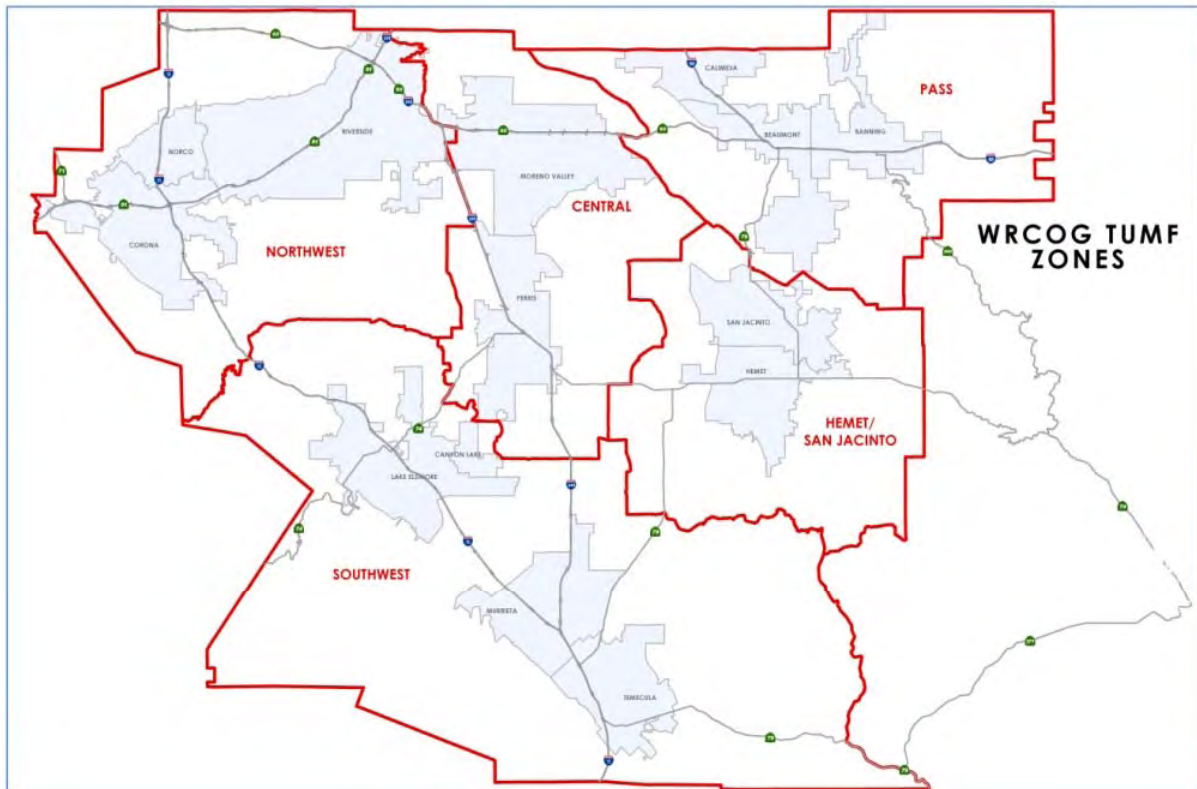 CALIMESA
PASS
BEAUMONT
BANNING
RIVERSIDE
NORCO
MORENO VALLEY
CENTRAL
WRCOG TUMF
ZONES
CORONA
NORTHWEST
PERRIS
SAN JACINTO
HEMET
HEMET/
SAN JACINTO
CANYON LAKE
LAKE ELSINORE
SOUTHWEST
MURRIETA
TEMECULA